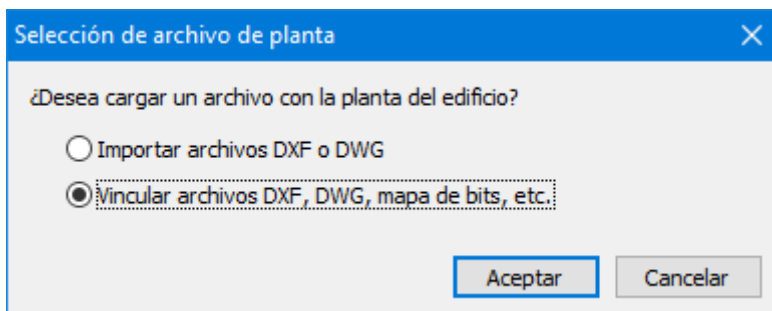 Selección de archivo de planta
¿Desea cargar un archivo con la planta del edificio?
Importar archivos DXF o DWG
Vincular archivos DXF, DWG, mapa de bits, etc.
Aceptar Cancelar